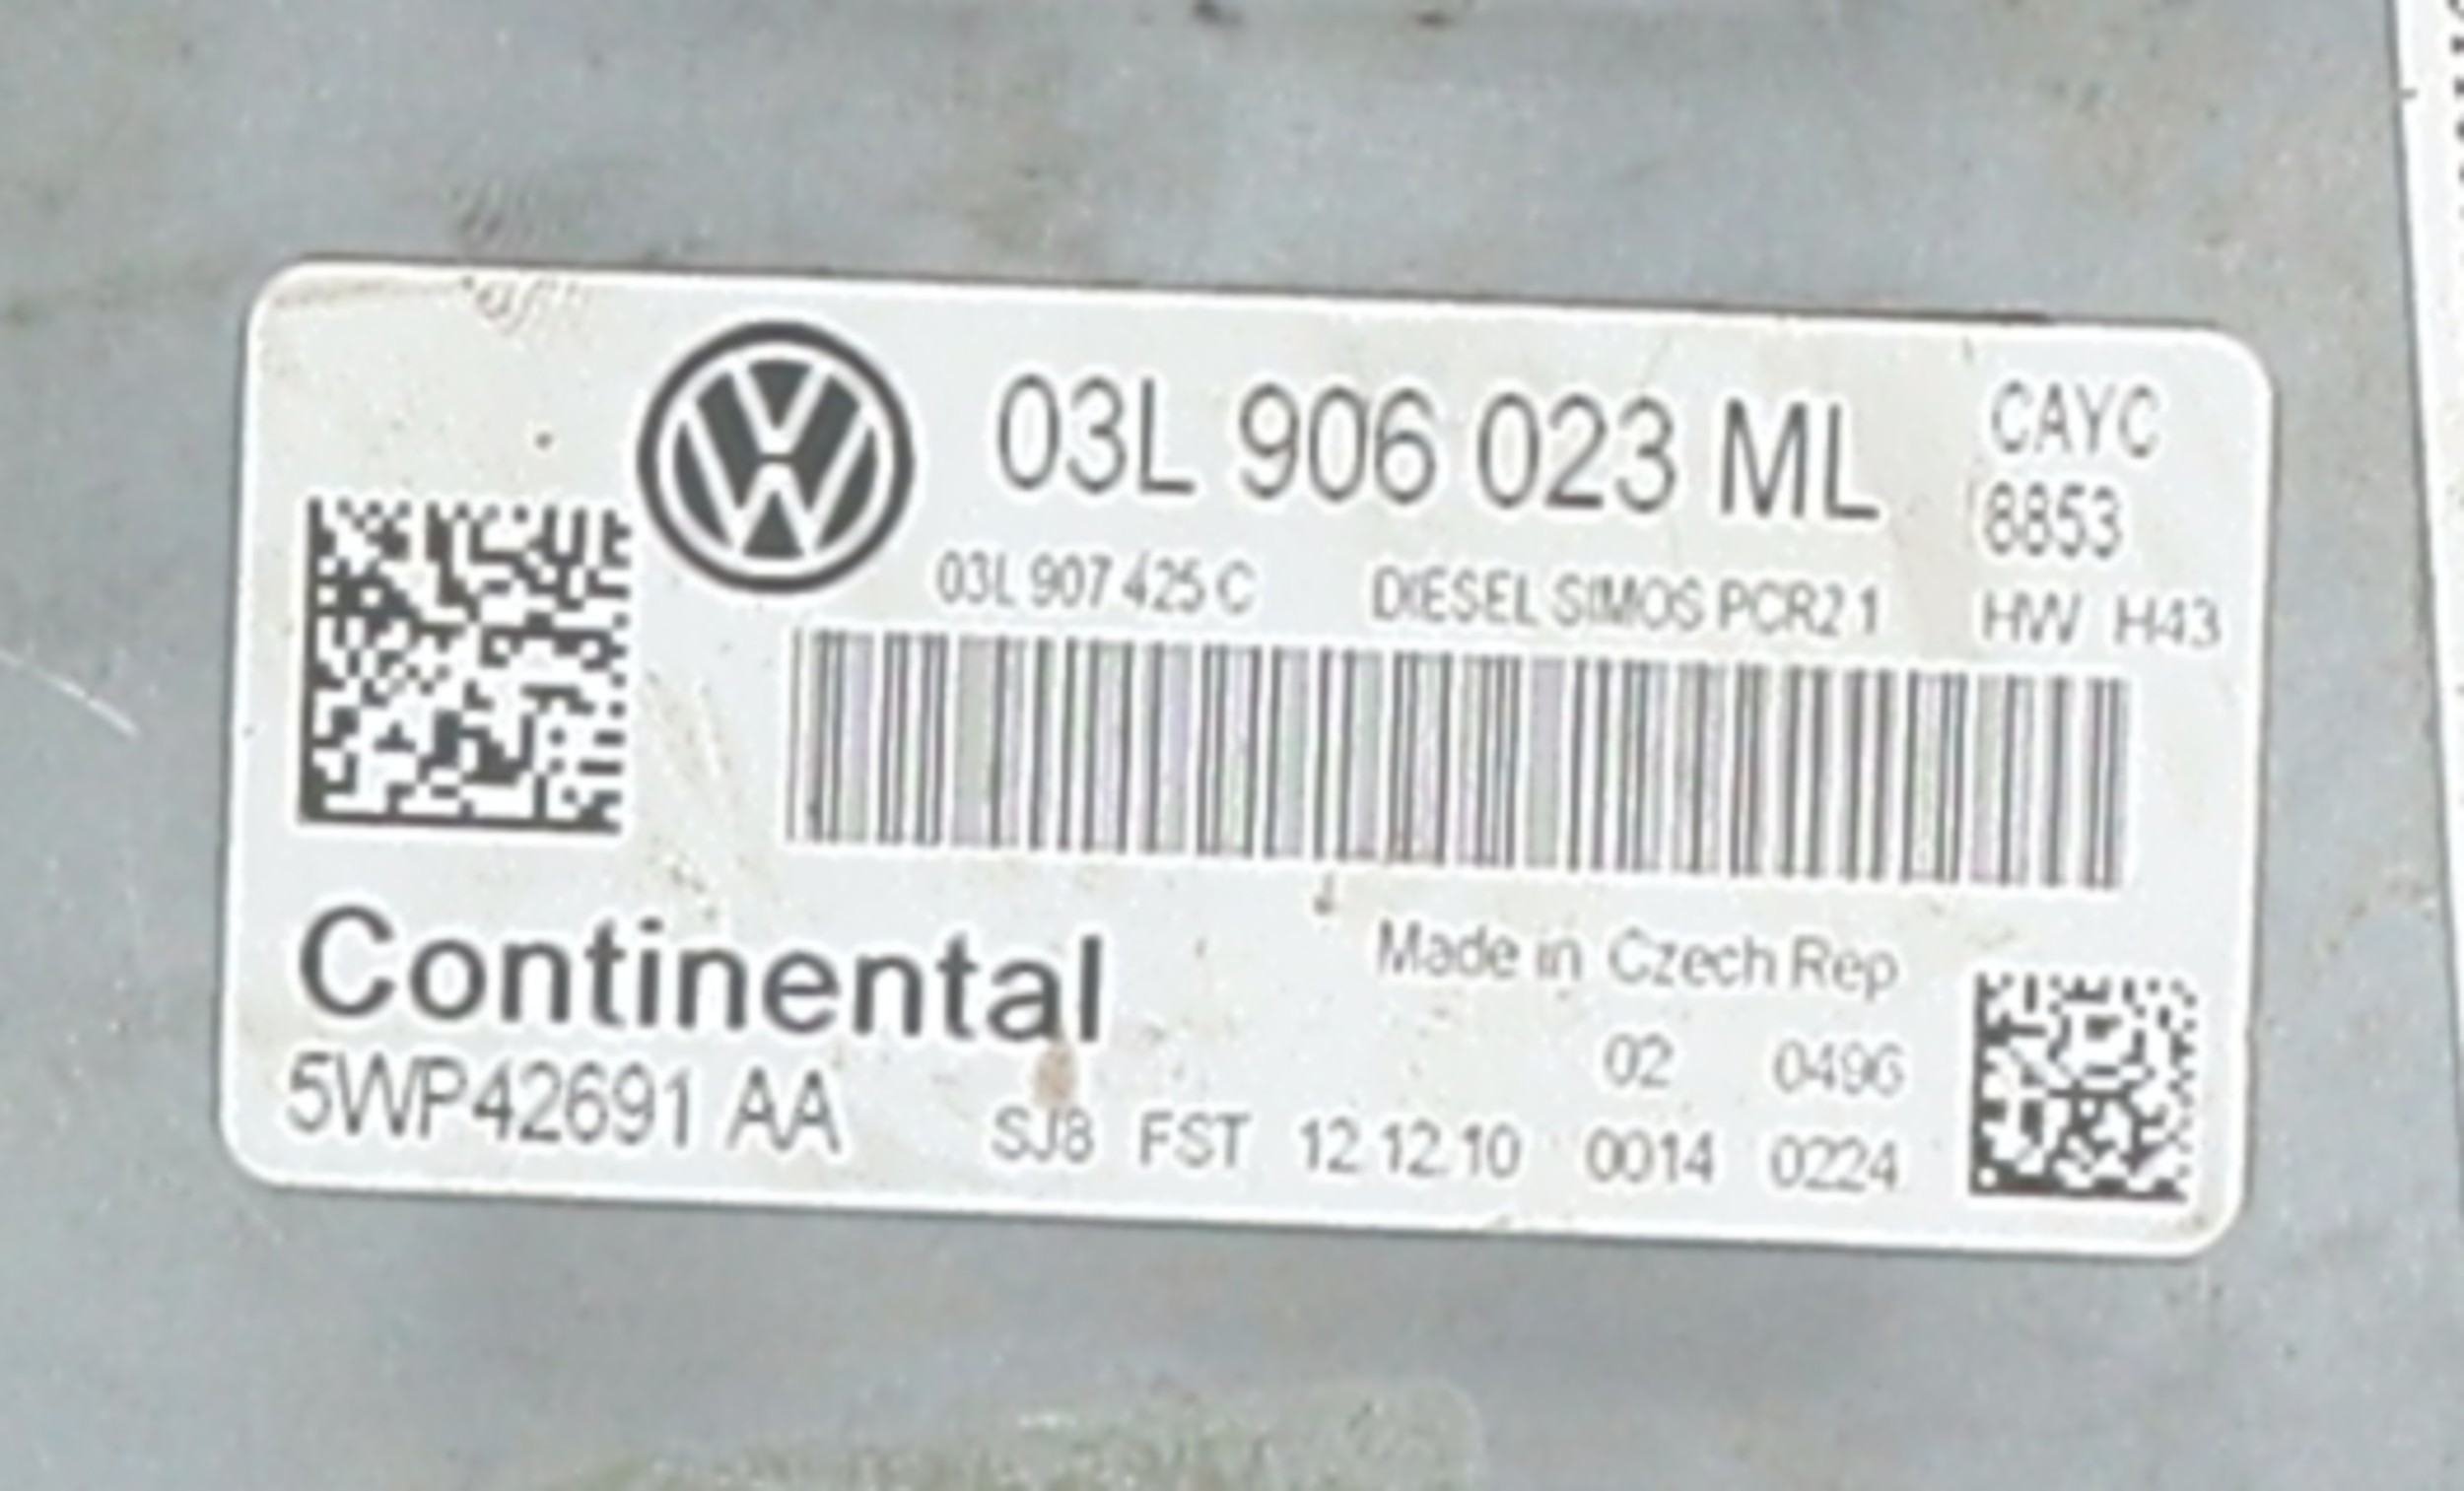 03L 906 023 ML
CAYC
8853
03L 907 425 C DIESEL SIMOS PCR2 1
HW H43
Continental
Made in Czech Rep
5WP42691 AA
02 0496
SJ8 FST 12 12 10 0014 0224